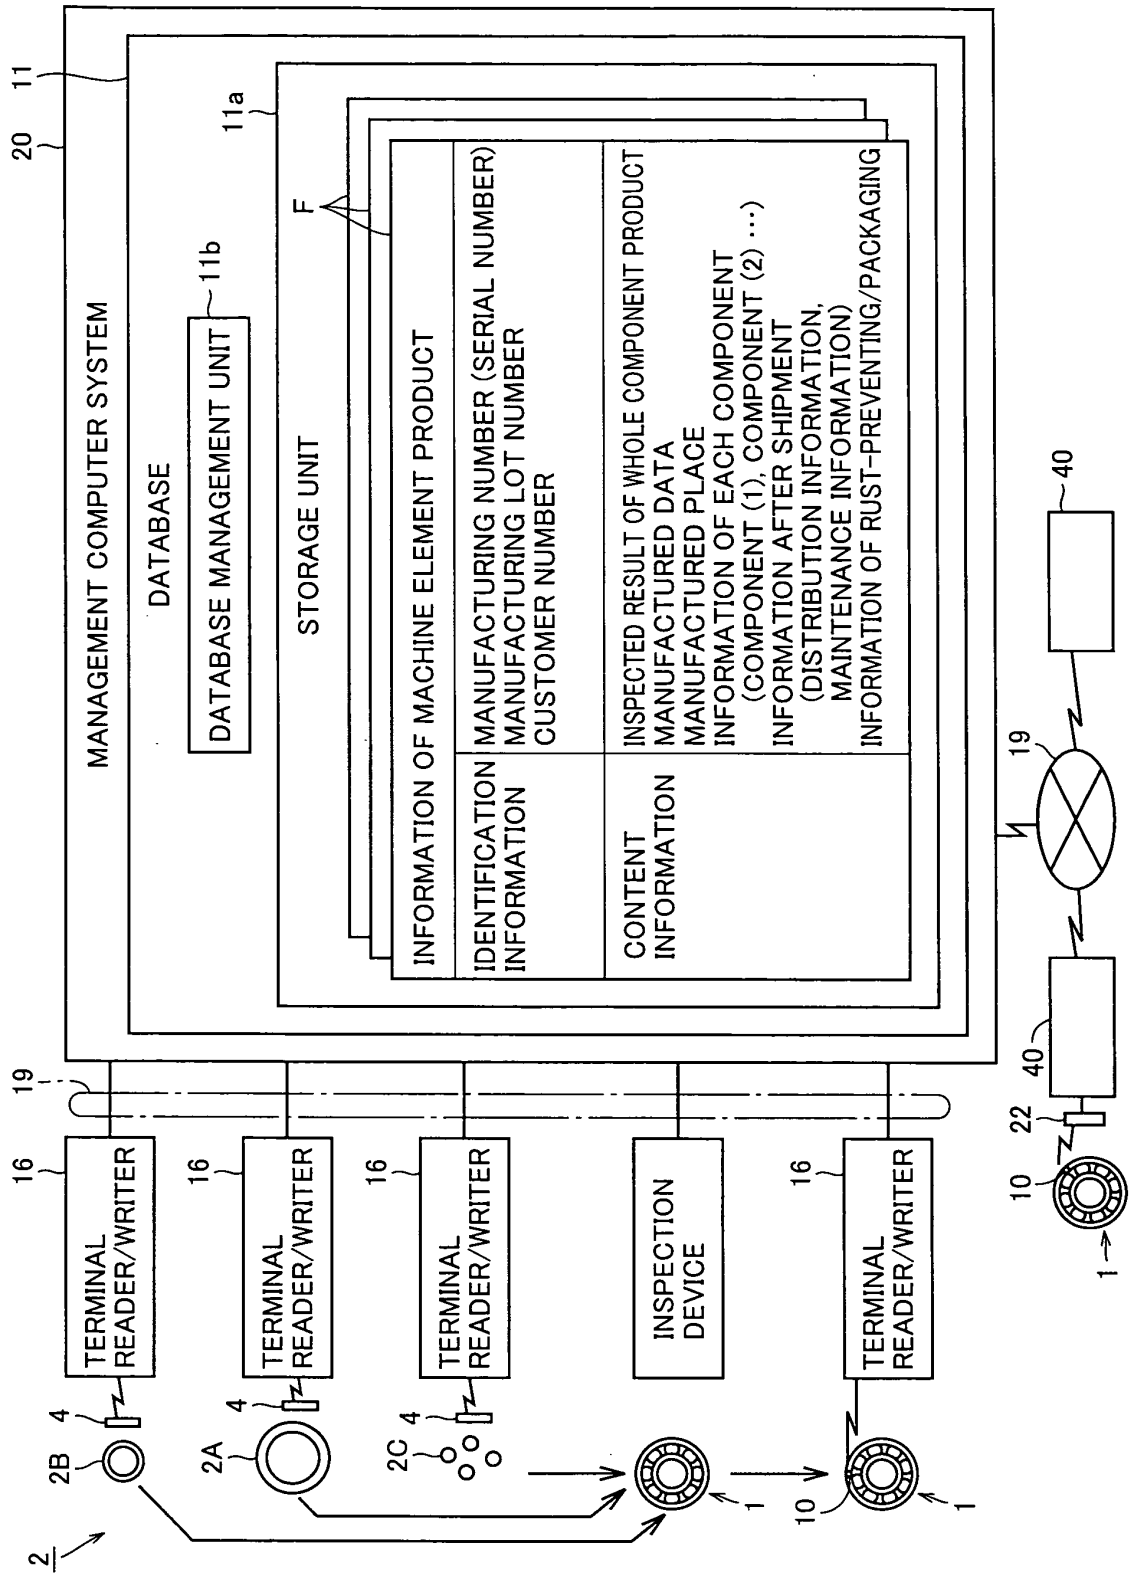 20
11
MANAGEMENT COMPUTER SYSTEM
DATABASE
DATABASE MANAGEMENT UNIT
11b
11a
STORAGE UNIT
F
INFORMATION OF MACHINE ELEMENT PRODUCT
IDENTIFICATION
INFORMATION
MANUFACTURING NUMBER (SERIAL NUMBER)
MANUFACTURING LOT NUMBER
CUSTOMER NUMBER
CONTENT
INFORMATION
INSPECTED RESULT OF WHOLE COMPONENT PRODUCT
MANUFACTURED DATA
MANUFACTURED PLACE
INFORMATION OF EACH COMPONENT
(COMPONENT (1), COMPONENT (2) ...)
INFORMATION AFTER SHIPMENT
(DISTRIBUTION INFORMATION,
MAINTENANCE INFORMATION)
INFORMATION OF RUST-PREVENTING/PACKAGING
19
16
TERMINAL
READER/WRITER
16
TERMINAL
READER/WRITER
16
TERMINAL
READER/WRITER
INSPECTION
DEVICE
16
TERMINAL
READER/WRITER
2
2B
4
2A
4
2C
4
1
10
1
1
10
22
40
19
40